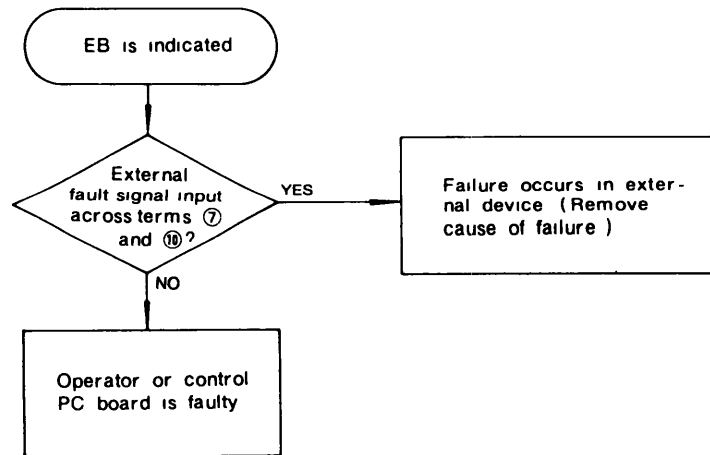 EB is indicated
External
fault signal input
across terms ⑦
and ⑩?
YES
Failure occurs in exter-
nal device (Remove
cause of failure)
NO
Operator or control
PC board is faulty